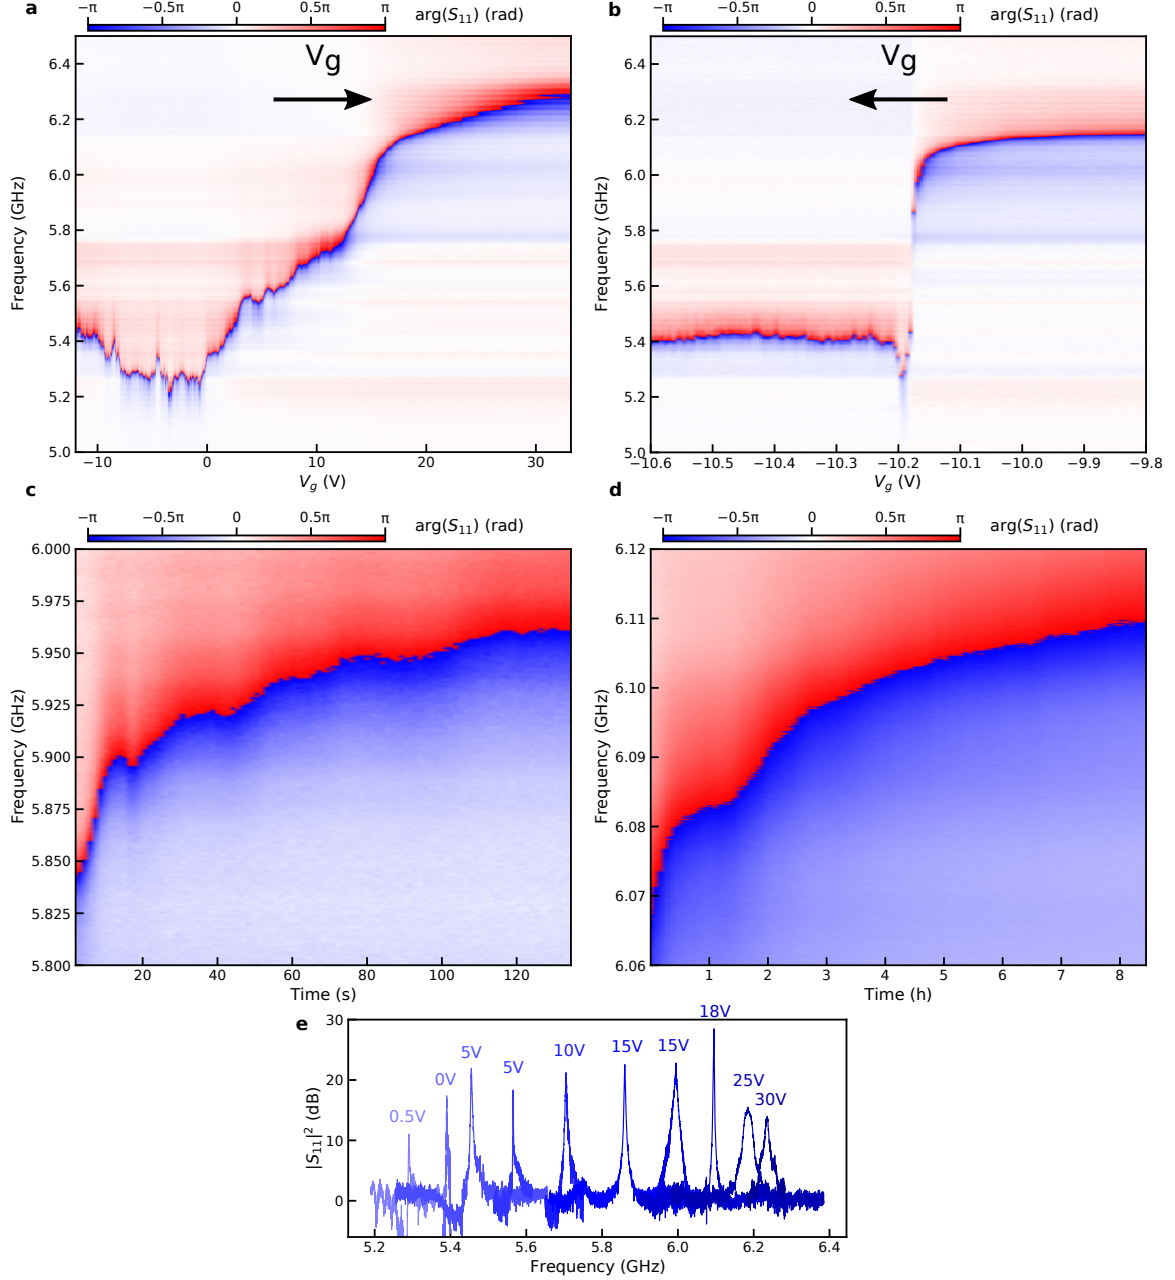 a
−π −0.5π 0 0.5π π arg(S11) (rad)
Vg
Frequency (GHz)
6.4
6.2
6.0
5.8
5.6
5.4
5.2
5.0
−10 0 10 20 30
Vg (V)
b
−π −0.5π 0 0.5π π arg(S11) (rad)
Vg
Frequency (GHz)
6.4
6.2
6.0
5.8
5.6
5.4
5.2
5.0
−10.6 −10.5 −10.4 −10.3 −10.2 −10.1 −10.0 −9.9 −9.8
Vg (V)
c
−π −0.5π 0 0.5π π arg(S11) (rad)
Frequency (GHz)
6.000
5.975
5.950
5.925
5.900
5.875
5.850
5.825
5.800
20 40 60 80 100 120
Time (s)
d
−π −0.5π 0 0.5π π arg(S11) (rad)
Frequency (GHz)
6.12
6.11
6.10
6.09
6.08
6.07
6.06
1 2 3 4 5 6 7 8
Time (h)
e
|S11|2 (dB)
30
20
10
0
0.5V 0V 5V 5V 10V 15V 15V 18V 25V 30V
5.2 5.4 5.6 5.8 6.0 6.2 6.4
Frequency (GHz)